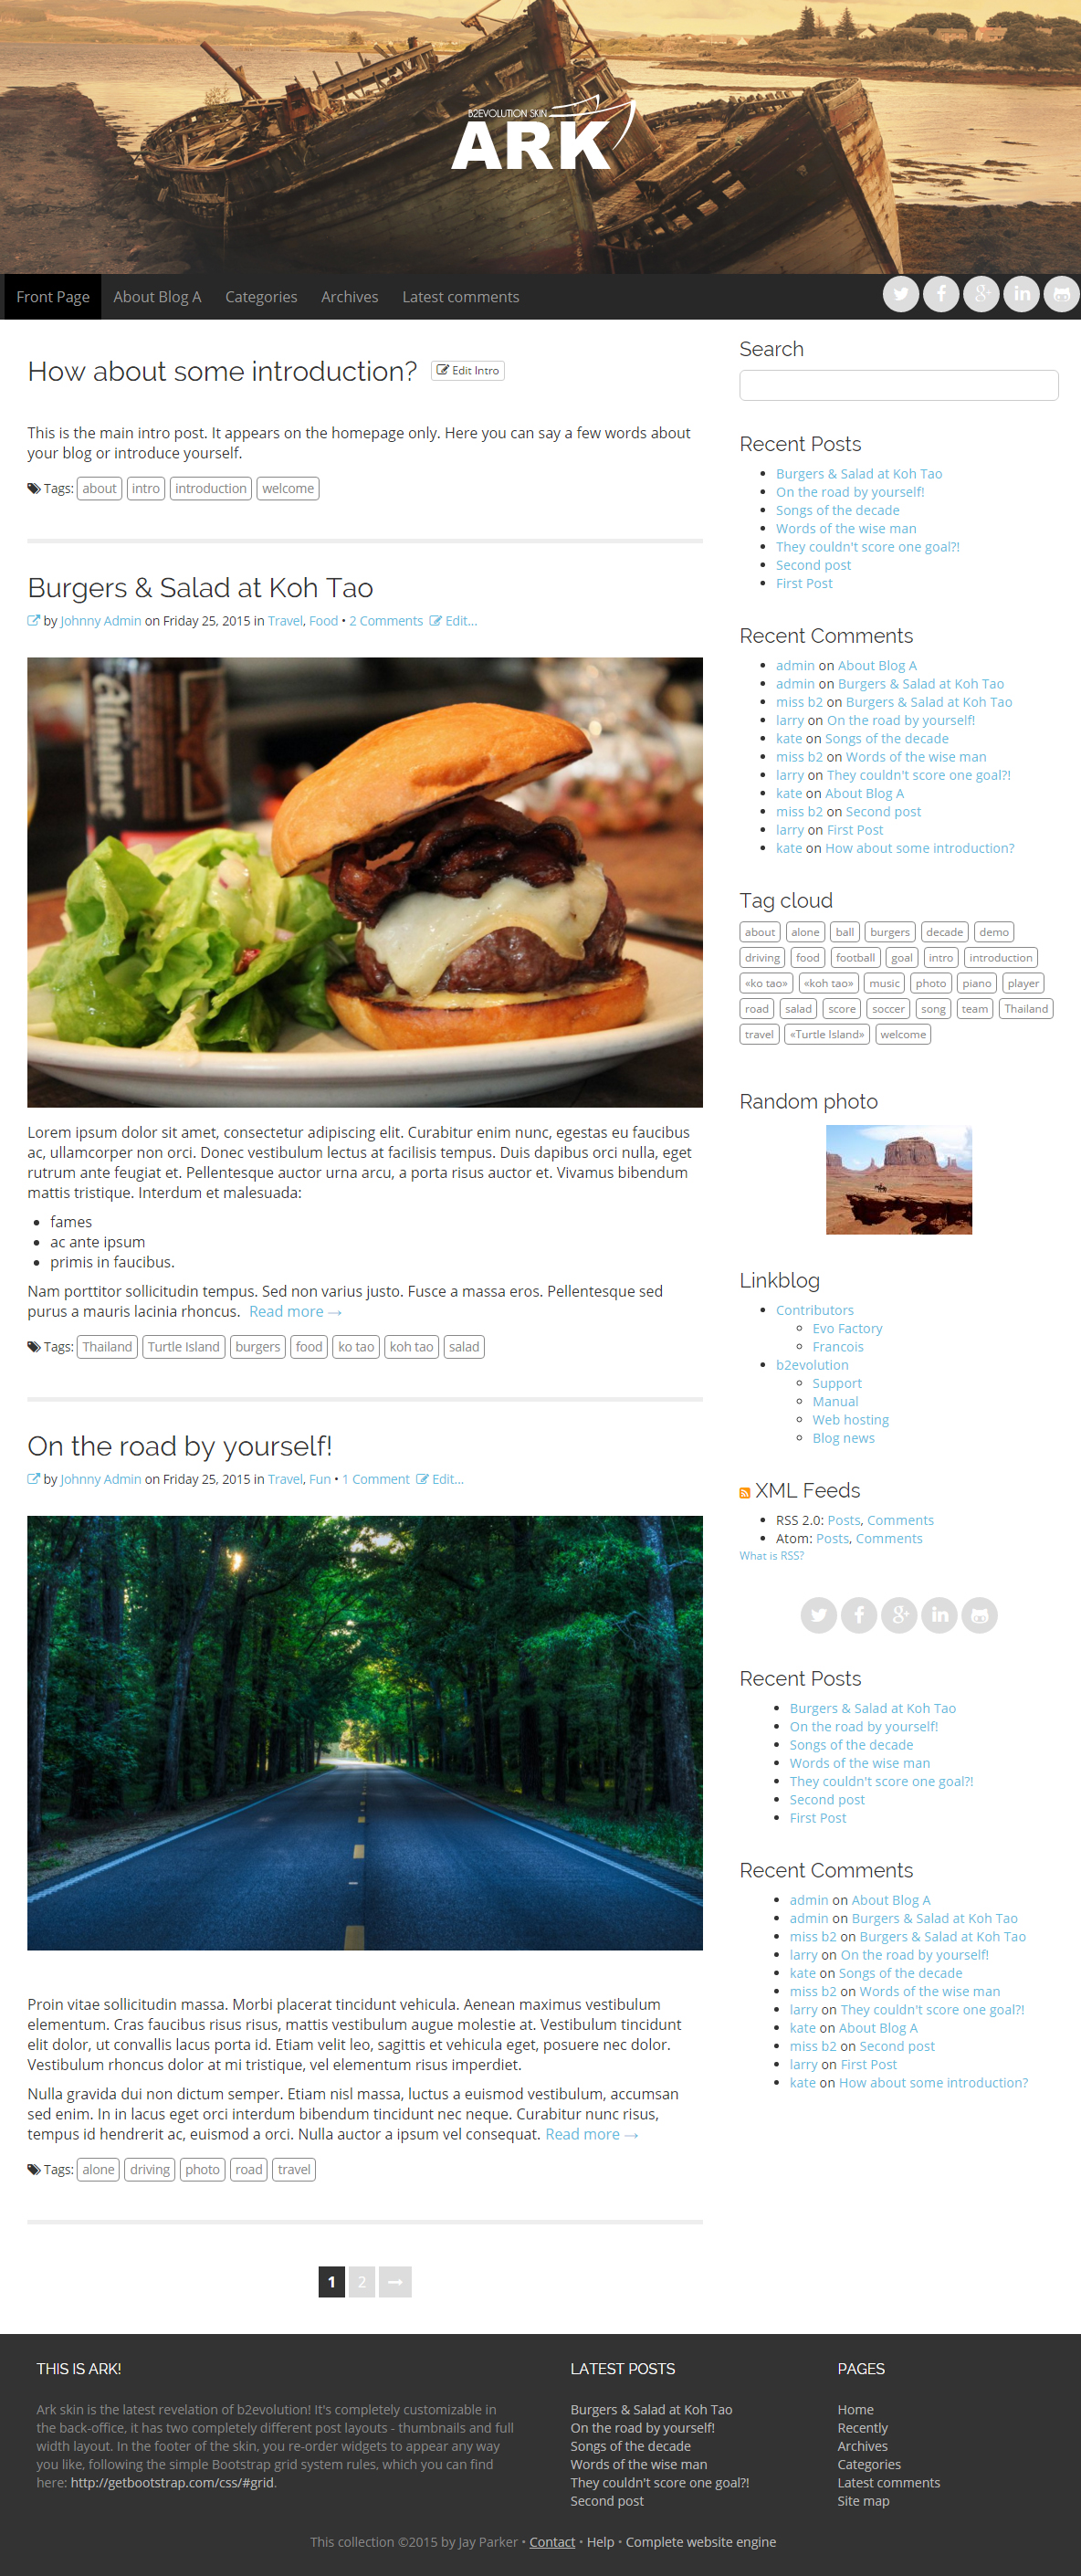 B2EVOLUTION SKIN
ARK
Front Page
About Blog A
Categories
Archives
Latest comments
How about some introduction?
Edit Intro
This is the main intro post. It appears on the homepage only. Here you can say a few words about
your blog or introduce yourself.
Tags: about intro introduction welcome
Burgers & Salad at Koh Tao
by Johnny Admin on Friday 25, 2015 in Travel, Food • 2 Comments Edit...
Lorem ipsum dolor sit amet, consectetur adipiscing elit. Curabitur enim nunc, egestas eu faucibus
ac, ullamcorper non orci. Donec vestibulum lectus at facilisis tempus. Duis dapibus orci nulla, eget
rutrum ante feugiat et. Pellentesque auctor urna arcu, a porta risus auctor et. Vivamus bibendum
mattis tristique. Interdum et malesuada:
• fames
• ac ante ipsum
• primis in faucibus.
Nam porttitor sollicitudin tempus. Sed non varius justo. Fusce a massa eros. Pellentesque sed
purus a mauris lacinia rhoncus. Read more →
Tags: Thailand Turtle Island burgers food ko tao koh tao salad
On the road by yourself!
by Johnny Admin on Friday 25, 2015 in Travel, Fun • 1 Comment Edit...
Proin vitae sollicitudin massa. Morbi placerat tincidunt vehicula. Aenean maximus vestibulum
elementum. Cras faucibus risus risus, mattis vestibulum augue molestie at. Vestibulum tincidunt
elit dolor, ut convallis lacus porta id. Etiam velit leo, sagittis et vehicula eget, posuere nec dolor.
Vestibulum rhoncus dolor at mi tristique, vel elementum risus imperdiet.
Nulla gravida dui non dictum semper. Etiam nisl massa, luctus a euismod vestibulum, accumsan
sed enim. In in lacus eget orci interdum bibendum tincidunt nec neque. Curabitur nunc risus,
tempus id hendrerit ac, euismod a orci. Nulla auctor a ipsum vel consequat. Read more →
Tags: alone driving photo road travel
1 2 →
Search
Recent Posts
• Burgers & Salad at Koh Tao
• On the road by yourself!
• Songs of the decade
• Words of the wise man
• They couldn't score one goal?!
• Second post
• First Post
Recent Comments
• admin on About Blog A
• admin on Burgers & Salad at Koh Tao
• miss b2 on Burgers & Salad at Koh Tao
• larry on On the road by yourself!
• kate on Songs of the decade
• miss b2 on Words of the wise man
• larry on They couldn't score one goal?!
• kate on About Blog A
• miss b2 on Second post
• larry on First Post
• kate on How about some introduction?
Tag cloud
about alone ball burgers decade demo
driving food football goal intro introduction
«ko tao» «koh tao» music photo piano player
road salad score soccer song team Thailand
travel «Turtle Island» welcome
Random photo
Linkblog
• Contributors
◦ Evo Factory
◦ Francois
• b2evolution
◦ Support
◦ Manual
◦ Web hosting
◦ Blog news
XML Feeds
• RSS 2.0: Posts, Comments
• Atom: Posts, Comments
What is RSS?
Recent Posts
• Burgers & Salad at Koh Tao
• On the road by yourself!
• Songs of the decade
• Words of the wise man
• They couldn't score one goal?!
• Second post
• First Post
Recent Comments
• admin on About Blog A
• admin on Burgers & Salad at Koh Tao
• miss b2 on Burgers & Salad at Koh Tao
• larry on On the road by yourself!
• kate on Songs of the decade
• miss b2 on Words of the wise man
• larry on They couldn't score one goal?!
• kate on About Blog A
• miss b2 on Second post
• larry on First Post
• kate on How about some introduction?
THIS IS ARK!
Ark skin is the latest revelation of b2evolution! It's completely customizable in
the back-office, it has two completely different post layouts - thumbnails and full
width layout. In the footer of the skin, you re-order widgets to appear any way
you like, following the simple Bootstrap grid system rules, which you can find
here: http://getbootstrap.com/css/#grid.
LATEST POSTS
Burgers & Salad at Koh Tao
On the road by yourself!
Songs of the decade
Words of the wise man
They couldn't score one goal?!
Second post
PAGES
Home
Recently
Archives
Categories
Latest comments
Site map
This collection ©2015 by Jay Parker • Contact • Help • Complete website engine